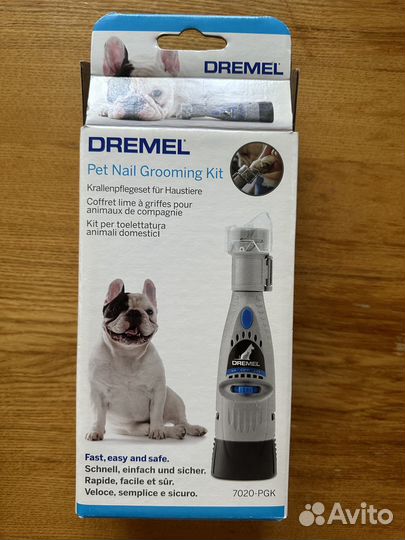 DREMEL
DREMEL
Pet Nail Grooming Kit
Krallenpflegeset für Haustiere
Coffret lime à griffes pour
animaux de compagnie
Kit per toelettatura
animali domestici
DREMEL
Fast, easy and safe.
Schnell, einfach und sicher.
Rapide, facile et sûr.
Veloce, semplice e sicuro.
7020-PGK
Avito